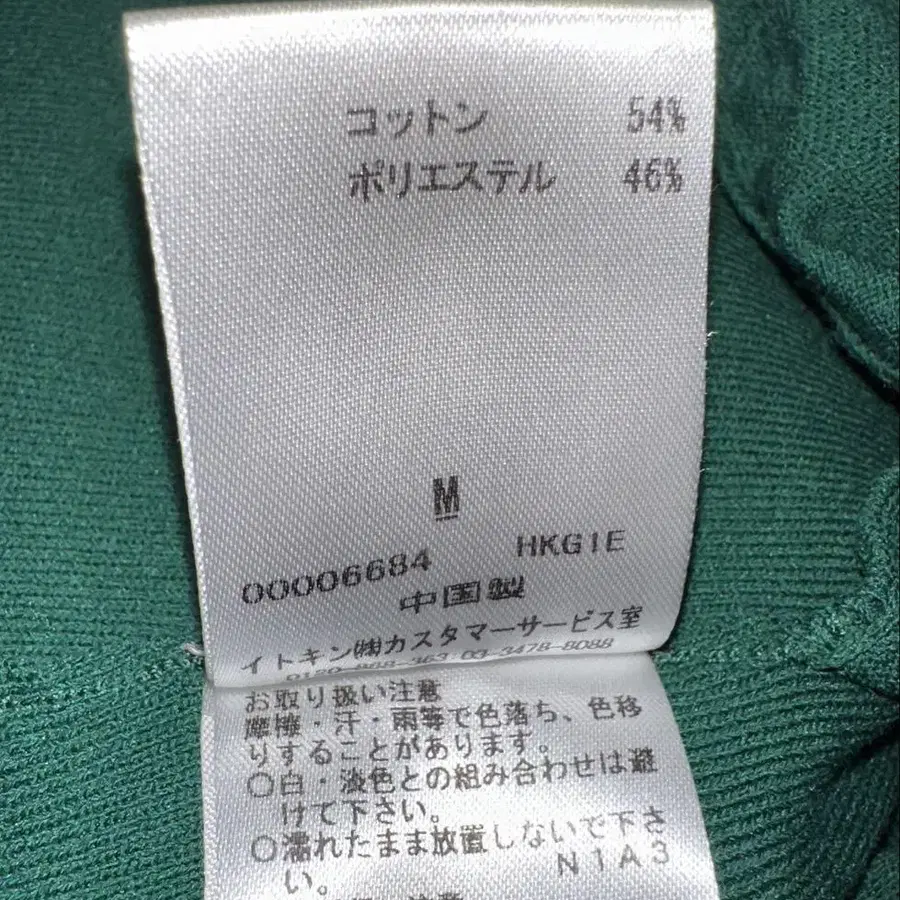 コットン 54%
ポリエステル 46%
M
00006684 HKG1E
中国製
イトキン㈱カスタマーサービス室
0120-888-363 03-3478-8088
お取り扱い注意
摩擦・汗・雨等で色落ち、色移
りすることがあります。
○白・淡色との組み合わせは避
けて下さい。
○濡れたまま放置しないで下さ
い。
N1A3